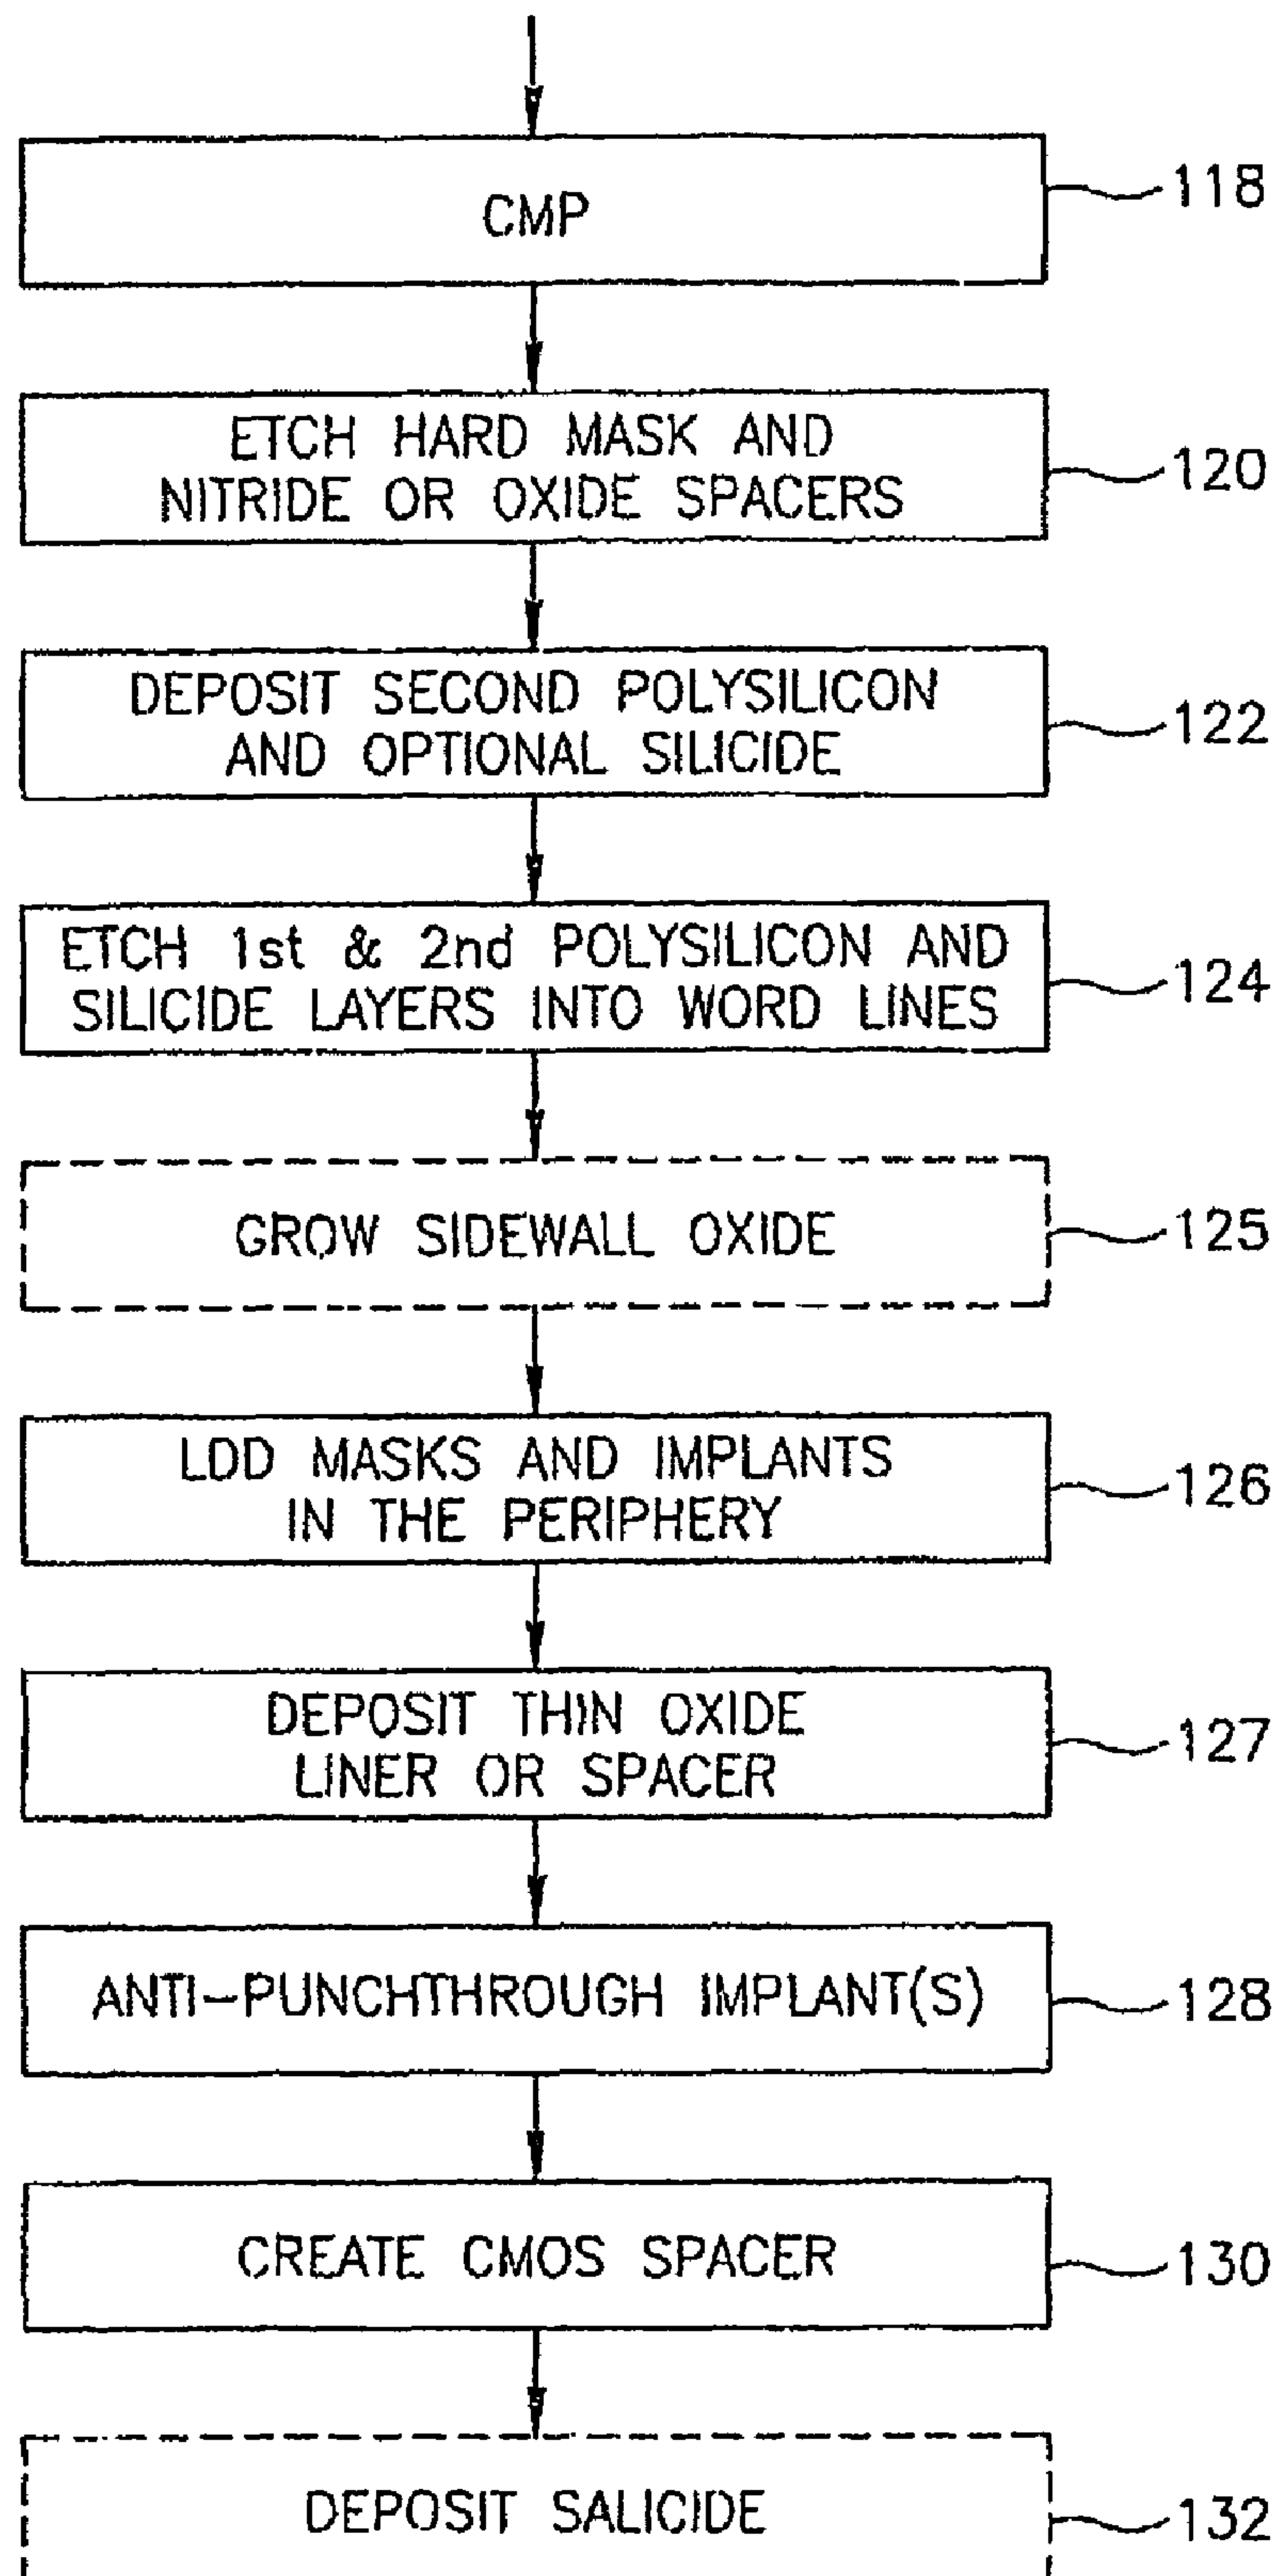 CMP
118
ETCH HARD MASK AND
NITRIDE OR OXIDE SPACERS
120
DEPOSIT SECOND POLYSILICON
AND OPTIONAL SILICIDE
122
ETCH 1st & 2nd POLYSILICON AND
SILICIDE LAYERS INTO WORD LINES
124
GROW SIDEWALL OXIDE
125
LDD MASKS AND IMPLANTS
IN THE PERIPHERY
126
DEPOSIT THIN OXIDE
LINER OR SPACER
127
ANTI-PUNCHTHROUGH IMPLANT(S)
128
CREATE CMOS SPACER
130
DEPOSIT SALICIDE
132